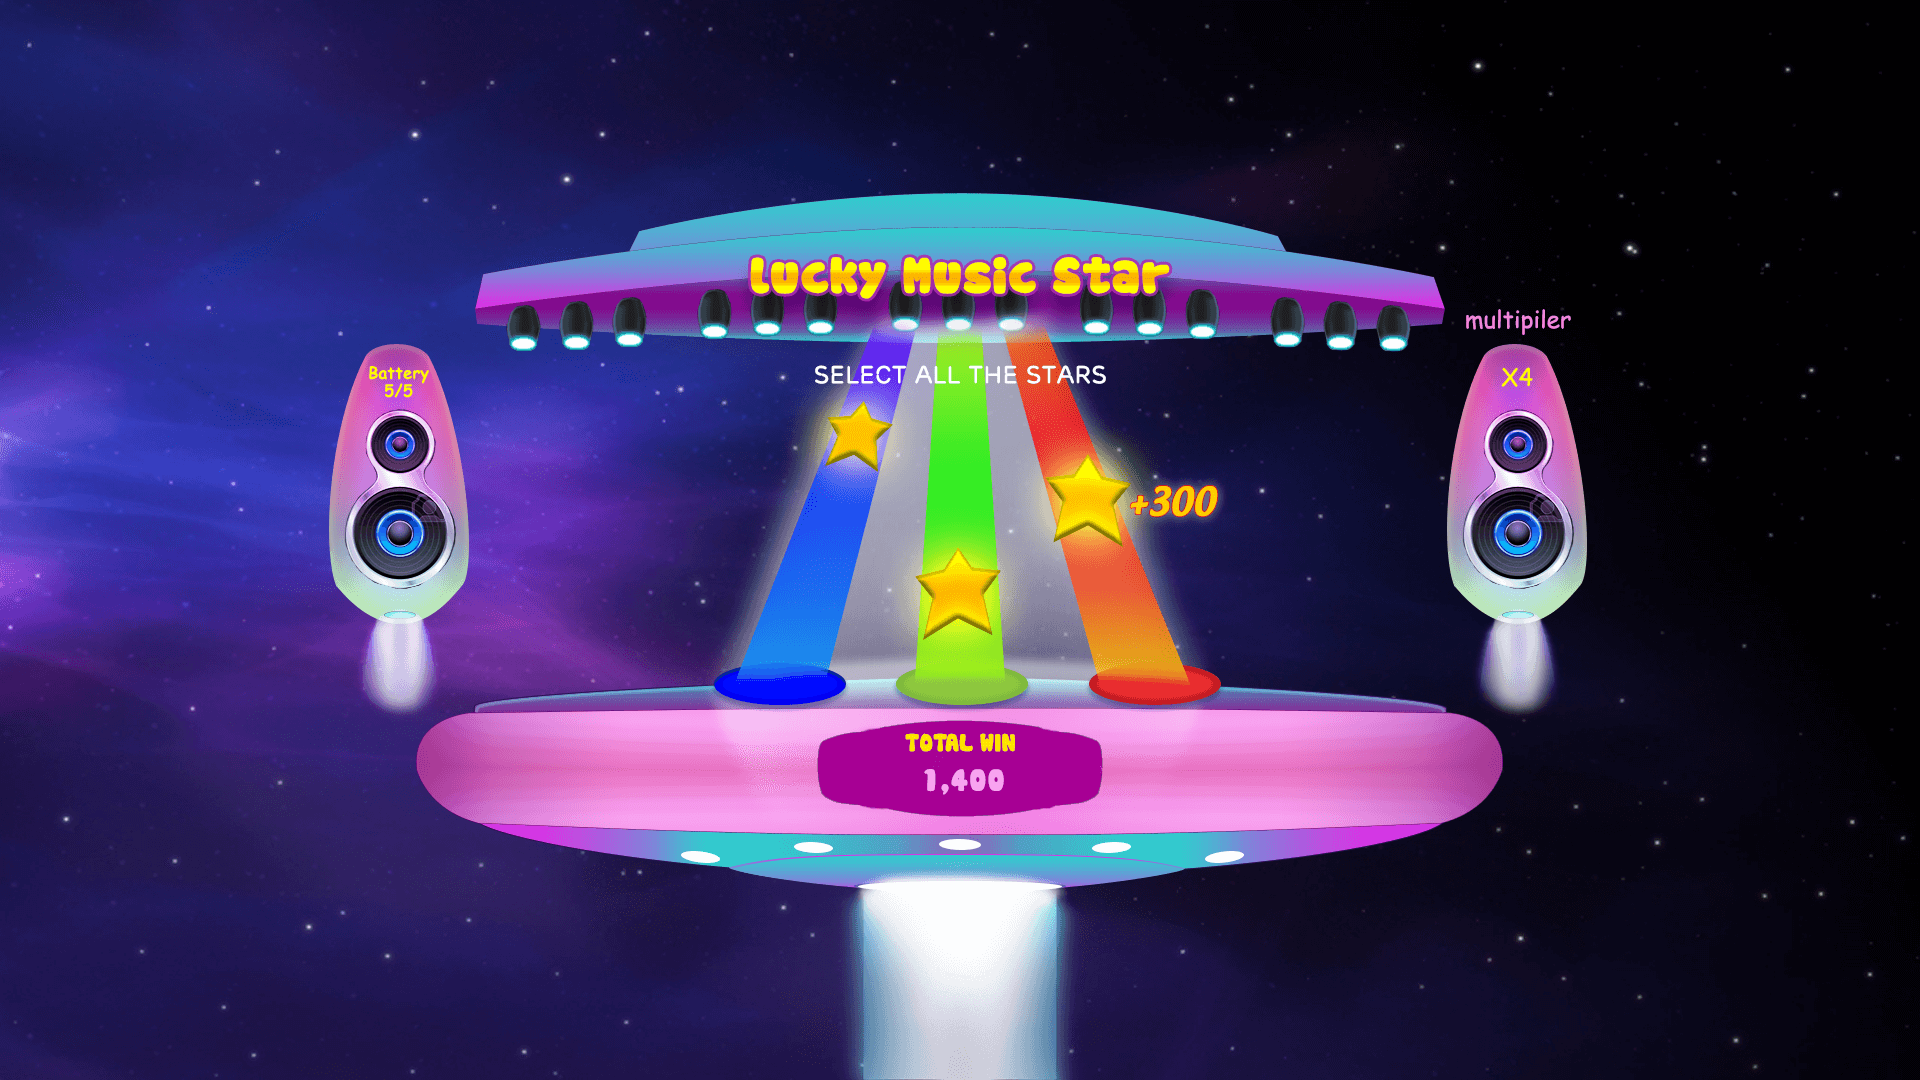 Lucky Music Star
multipiler
SELECT ALL THE STARS
Battery
5/5
X4
+300
TOTAL WIN
1,400